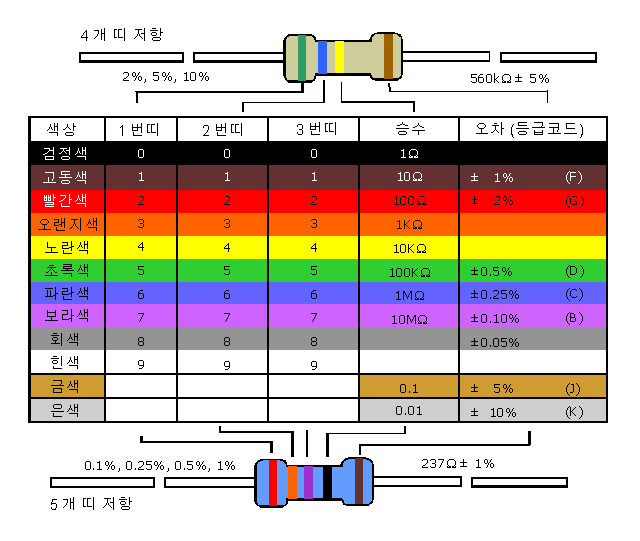 4개 띠 저항
2%, 5%, 10%
560kΩ± 5%
색상 1번띠 2번띠 3번띠 승수 오차 (등급코드)
검정색 0 0 0 1Ω
고동색 1 1 1 10Ω ± 1% (F)
빨간색 2 2 2 100Ω ± 2% (G)
오랜지색 3 3 3 1KΩ
노란색 4 4 4 10KΩ
초록색 5 5 5 100KΩ ±0.5% (D)
파란색 6 6 6 1MΩ ±0.25% (C)
보라색 7 7 7 10MΩ ±0.10% (B)
회색 8 8 8 ±0.05%
힌색 9 9 9
금색 0.1 ± 5% (J)
은색 0.01 ± 10% (K)
0.1%, 0.25%, 0.5%, 1%
237Ω± 1%
5개 띠 저항